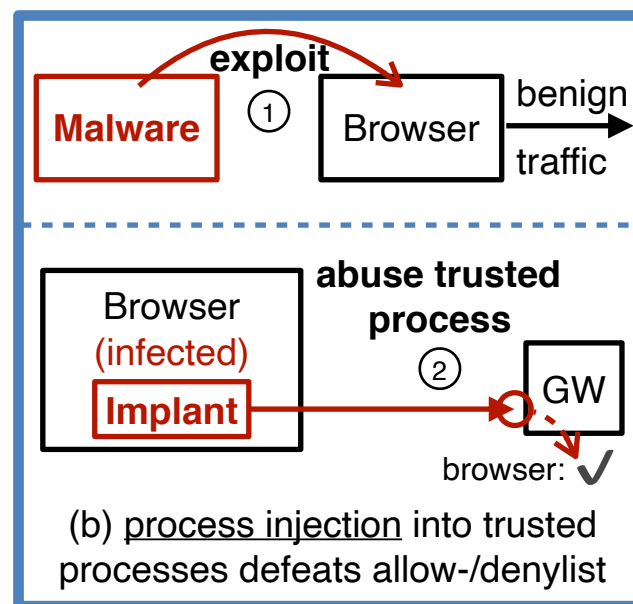 exploit
1
Malware
Browser
benign
traffic
abuse trusted
process
2
Browser
(infected)
Implant
GW
browser: ✓
(b) process injection into trusted
processes defeats allow-/denylist